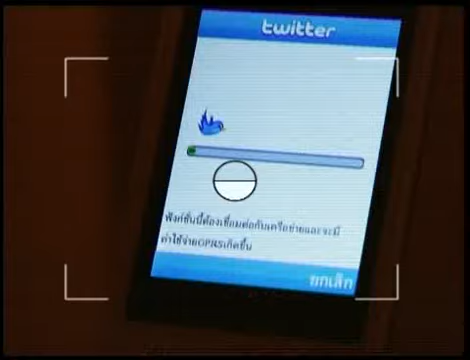 twitter
ฟังก์ชั่นนี้ต้องเชื่อมต่อกับเครือข่ายและจะมี
ค่าใช้จ่ายGPRSเกิดขึ้น
ยกเลิก